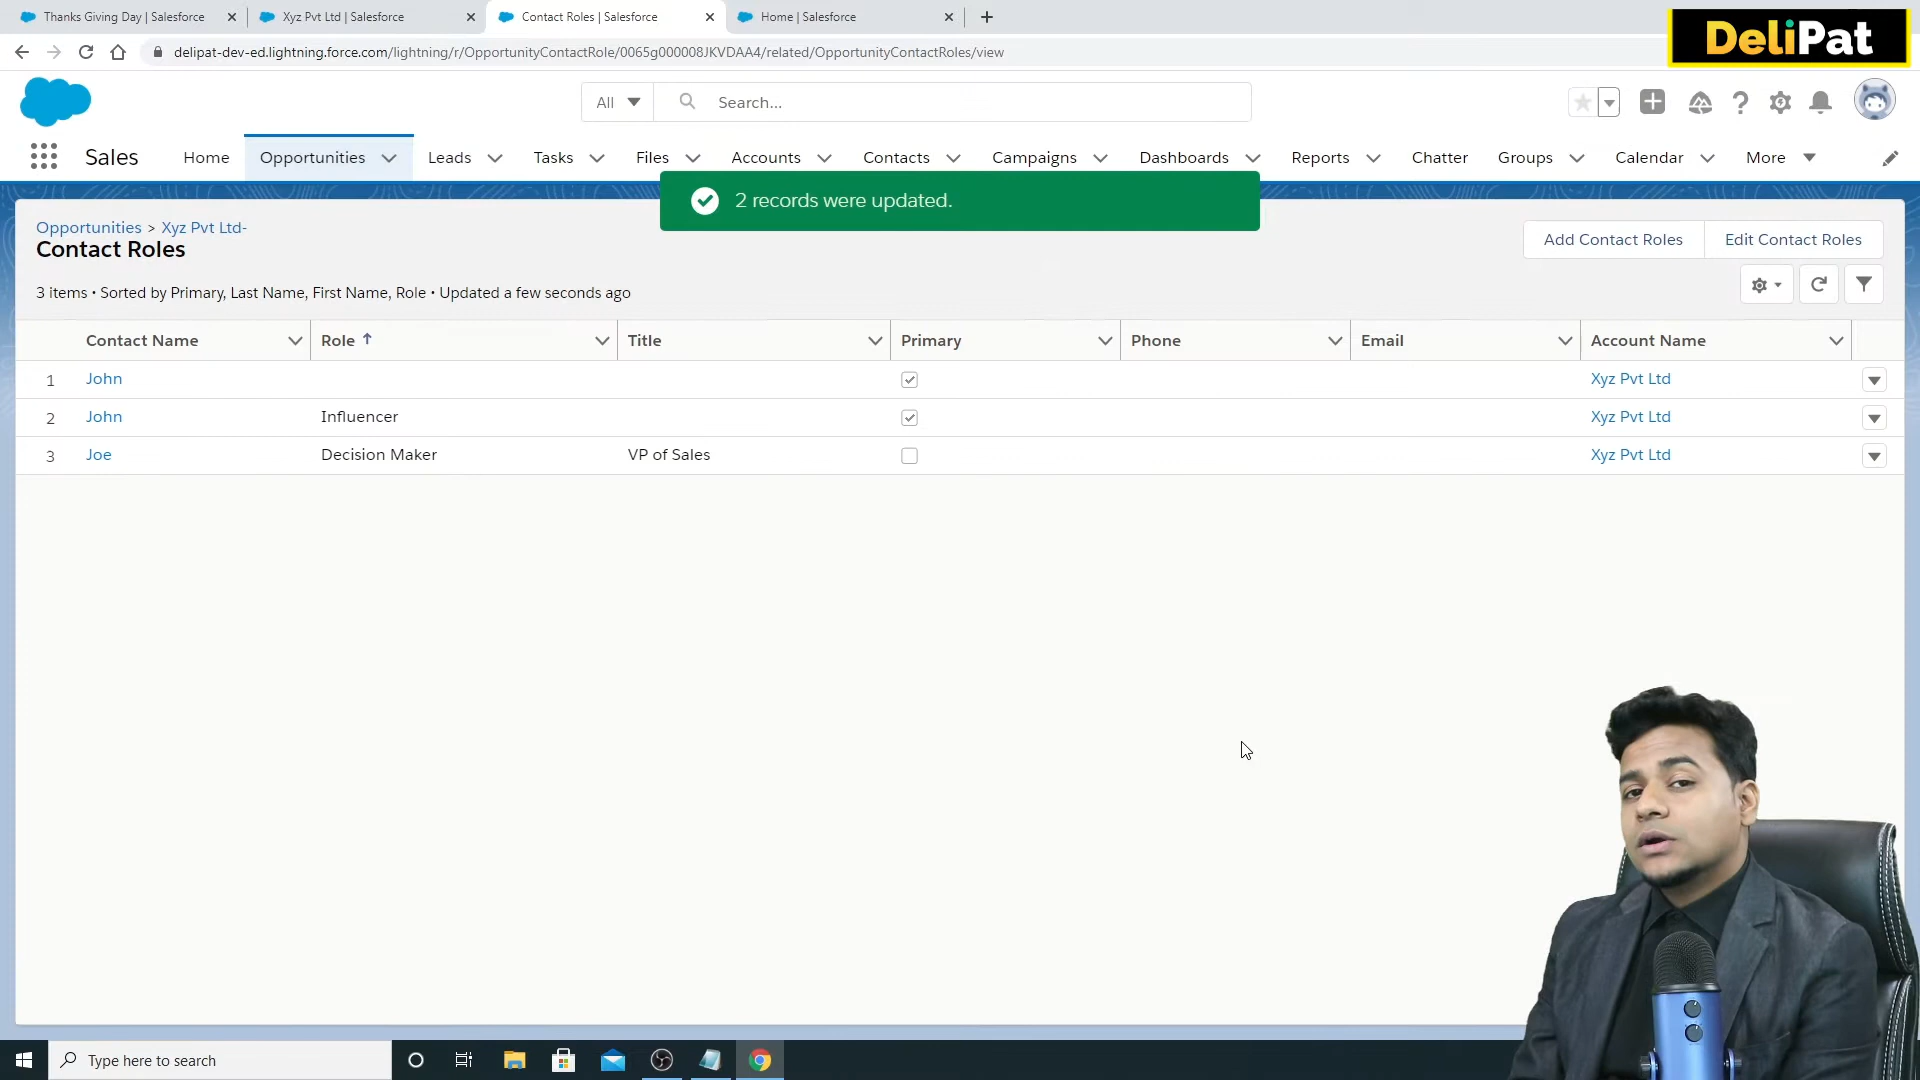 Thanks Giving Day | Salesforce
Xyz Pvt Ltd | Salesforce
Contact Roles | Salesforce
Home | Salesforce
delipat-dev-ed.lightning.force.com/lightning/r/OpportunityContactRole/0065g000008JKVDAA4/related/OpportunityContactRoles/view
DeliPat
All
Search...
Sales
Home
Opportunities
Leads
Tasks
Files
Accounts
Contacts
Campaigns
Dashboards
Reports
Chatter
Groups
Calendar
More
2 records were updated.
Opportunities > Xyz Pvt Ltd-
Contact Roles
Add Contact Roles
Edit Contact Roles
3 items • Sorted by Primary, Last Name, First Name, Role • Updated a few seconds ago
Contact Name
Role
Title
Primary
Phone
Email
Account Name
1 John Xyz Pvt Ltd
2 John Influencer Xyz Pvt Ltd
3 Joe Decision Maker VP of Sales Xyz Pvt Ltd
Type here to search